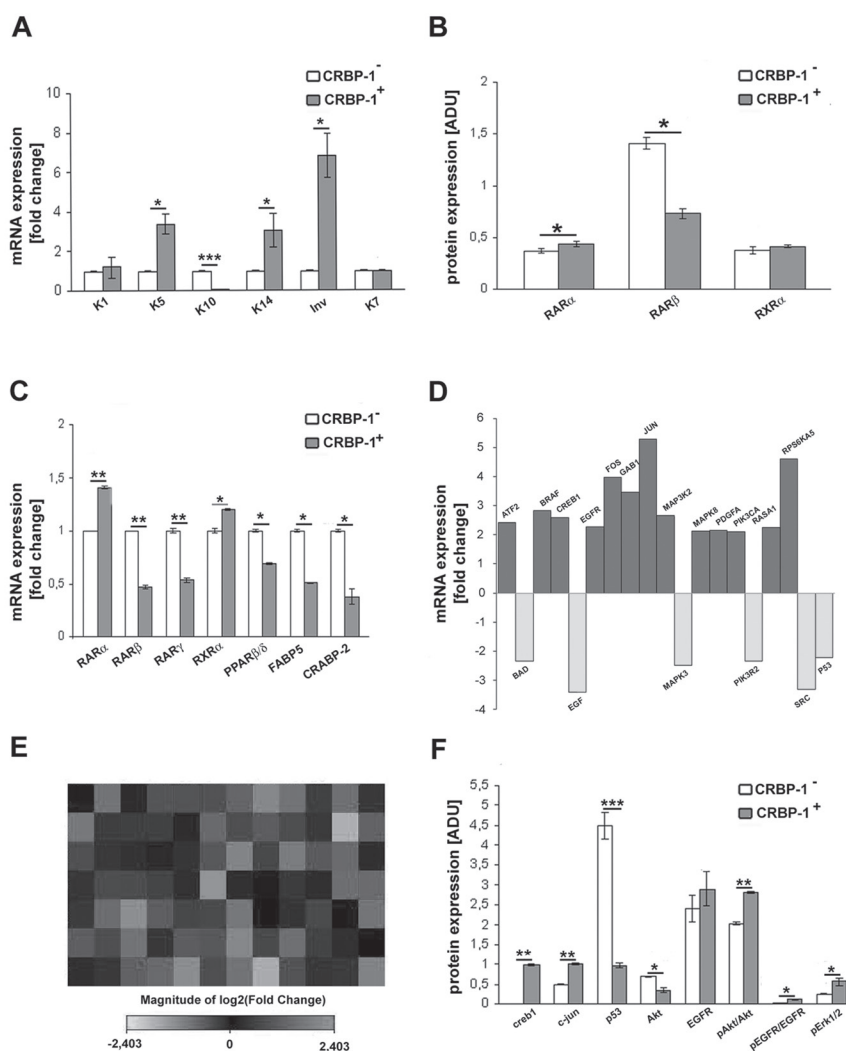 A
CRBP-1-
CRBP-1+
mRNA expression
[fold change]
10
8
6
4
2
0
*
***
*
*
K1
K5
K10
K14
Inv
K7
B
CRBP-1-
CRBP-1+
protein expression [ADU]
2
1,5
1
0,5
0
*
*
RARα
RARβ
RXRα
C
CRBP-1-
CRBP-1+
mRNA expression
[fold change]
2
1,5
1
0,5
0
**
**
**
*
*
*
*
RARα
RARβ
RARγ
RXRα
PPARβ/δ
FABP5
CRABP-2
D
mRNA expression
[fold change]
6
5
4
3
2
1
0
-1
-2
-3
-4
ATF2
BAD
BRAF
CREB1
EGF
EGFR
FOS
GAB1
JUN
MAP3K2
MAPK3
MAPK8
PDGFA
PIK3CA
PIK3R2
RASA1
RPS6KA5
SRC
P53
E
Magnitude of log2(Fold Change)
-2,403
0
2.403
F
CRBP-1-
CRBP-1+
protein expression [ADU]
5,5
5
4,5
4
3,5
3
2,5
2
1,5
1
0,5
0
**
**
***
*
**
*
*
creb1
c-jun
p53
Akt
EGFR
pAkt/Akt
pEGFR/EGFR
pErk1/2